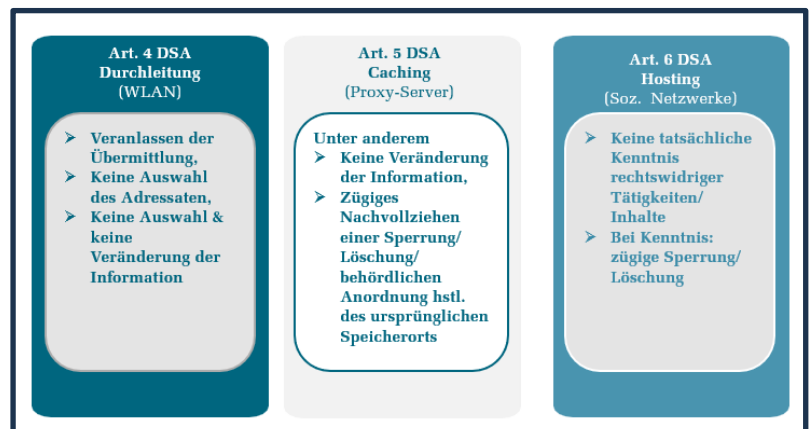 Art. 4 DSA
Durchleitung
(WLAN)
➢ Veranlassen der
Übermittlung,
➢ Keine Auswahl
des Adressaten,
➢ Keine Auswahl &
keine
Veränderung der
Information
Art. 5 DSA
Caching
(Proxy-Server)
Unter anderem
➢ Keine Veränderung
der Information,
➢ Zügiges
Nachvollziehen
einer Sperrung/
Löschung/
behördlichen
Anordnung hstl.
des ursprünglichen
Speicherorts
Art. 6 DSA
Hosting
(Soz. Netzwerke)
➢ Keine tatsächliche
Kenntnis
rechtswidriger
Tätigkeiten/
Inhalte
➢ Bei Kenntnis:
zügige Sperrung/
Löschung